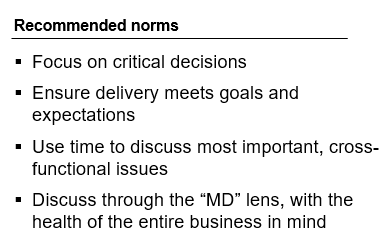 Recommended norms
▪ Focus on critical decisions
▪ Ensure delivery meets goals and
expectations
▪ Use time to discuss most important, cross-
functional issues
▪ Discuss through the “MD” lens, with the
health of the entire business in mind